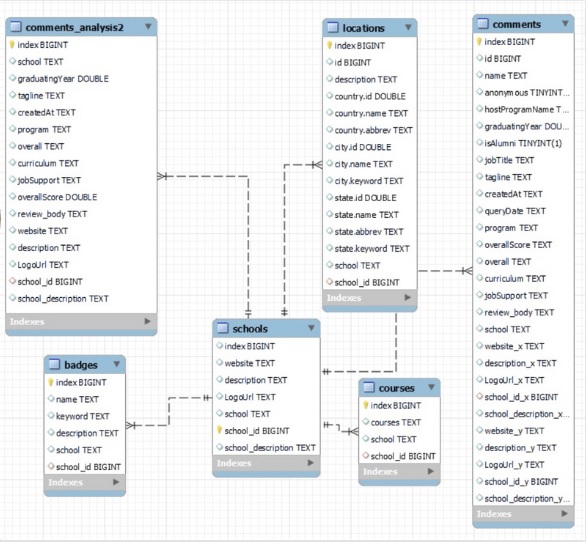 comments_analysis2
index BIGINT
school TEXT
graduatingYear DOUBLE
tagline TEXT
createdAt TEXT
program TEXT
overall TEXT
curriculum TEXT
jobSupport TEXT
overallScore DOUBLE
review_body TEXT
website TEXT
description TEXT
LogoUrl TEXT
school_id BIGINT
school_description TEXT
Indexes
locations
index BIGINT
id BIGINT
description TEXT
country.id DOUBLE
country.name TEXT
country.abbrev TEXT
city.id DOUBLE
city.name TEXT
city.keyword TEXT
state.id DOUBLE
state.name TEXT
state.abbrev TEXT
state.keyword TEXT
school TEXT
school_id BIGINT
Indexes
comments
index BIGINT
id BIGINT
name TEXT
anonymous TINYINT...
hostProgramName T...
graduatingYear DOU...
isAlumni TINYINT(1)
jobTitle TEXT
tagline TEXT
createdAt TEXT
queryDate TEXT
program TEXT
overallScore TEXT
overall TEXT
curriculum TEXT
jobSupport TEXT
review_body TEXT
school TEXT
website_x TEXT
description_x TEXT
LogoUrl_x TEXT
school_id_x BIGINT
school_description_x...
website_y TEXT
description_y TEXT
LogoUrl_y TEXT
school_id_y BIGINT
school_description_y...
Indexes
schools
index BIGINT
website TEXT
description TEXT
LogoUrl TEXT
school TEXT
school_id BIGINT
school_description TEXT
Indexes
badges
index BIGINT
name TEXT
keyword TEXT
description TEXT
school TEXT
school_id BIGINT
Indexes
courses
index BIGINT
courses TEXT
school TEXT
school_id BIGINT
Indexes